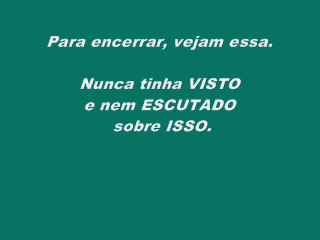 Para encerrar, vejam essa.
Nunca tinha VISTO
e nem ESCUTADO
sobre ISSO.